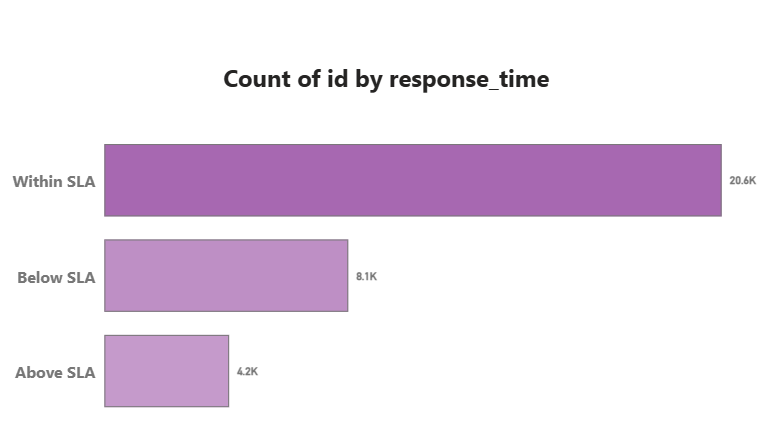 Count of id by response_time
Within SLA 20.6K
Below SLA 8.1K
Above SLA 4.2K